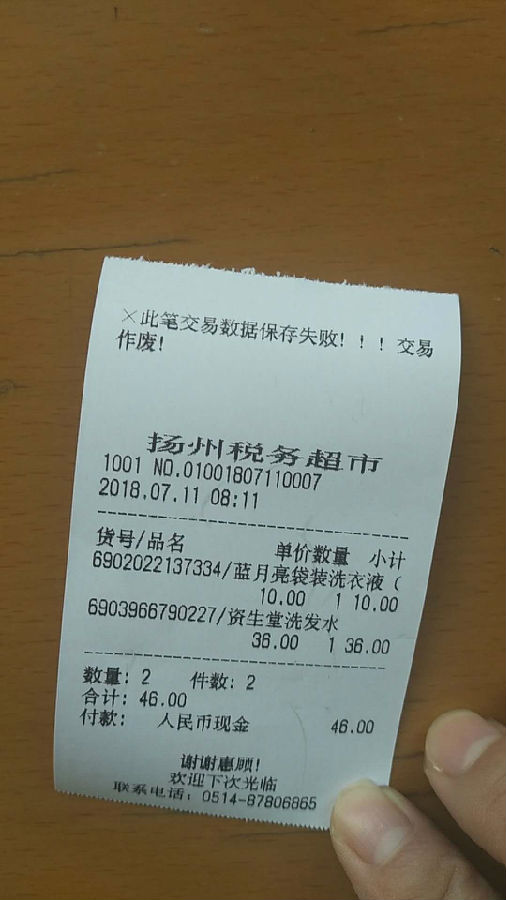 ×此笔交易数据保存失败！！！交易
作废！
扬州税务超市
1001 NO.01001807110007
2018.07.11 08:11
货号/品名 单价数量 小计
6902022137334/蓝月亮袋装洗衣液（
10.00 1 10.00
6903966790227/资生堂洗发水
36.00 1 36.00
数量：2 件数：2
合计：46.00
付款： 人民币现金 46.00
谢谢惠顾！
欢迎下次光临
联系电话：0514-87806865